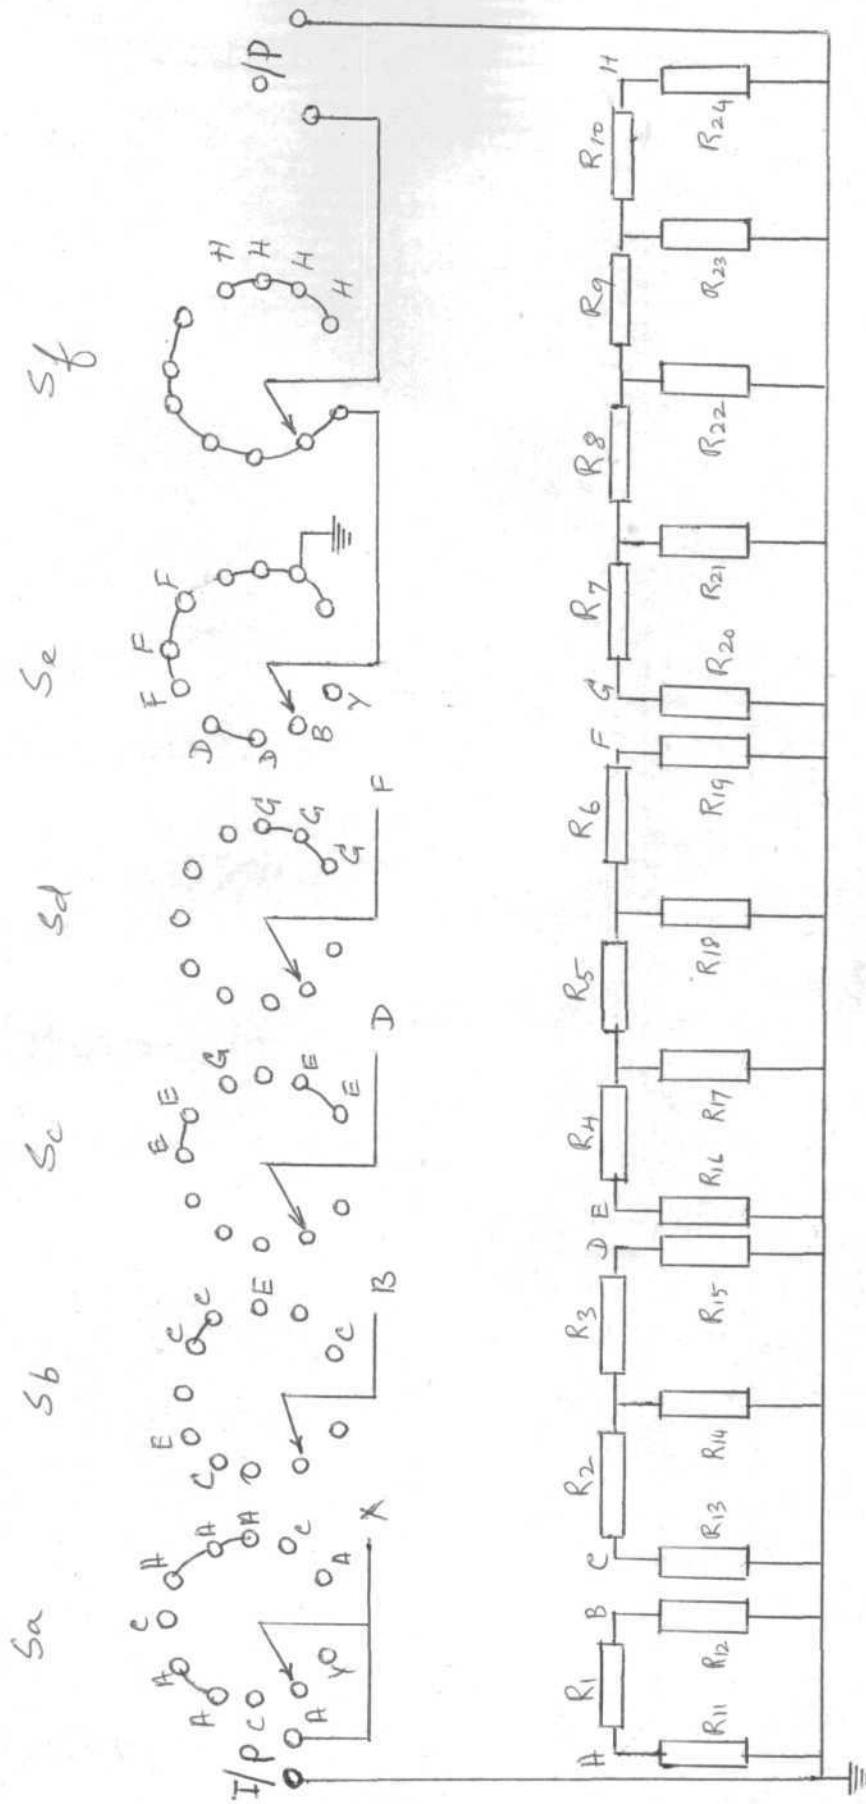 Sa Sb Sc Sd Se Sf
I/P
A Y C A A C A A A C A X
C E C C E C B
E E G E E D
G G G F
Y B D D F F F
H H H H
O/P
A R1 B C R2 R3 D E R4 R5 R6 F G R7 R8 R9 R10 H
R11 R12 R13 R14 R15 R16 R17 R18 R19 R20 R21 R22 R23 R24